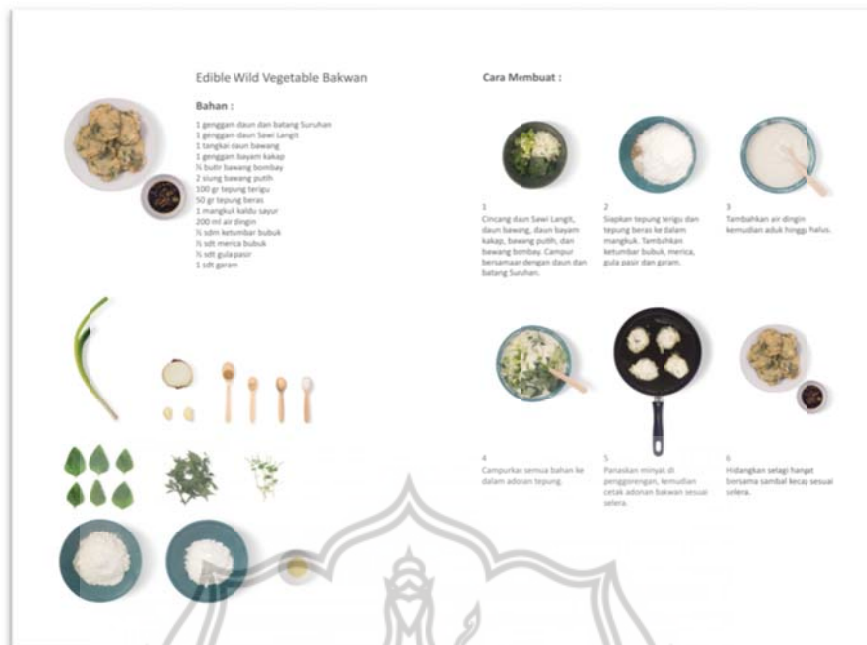 Edible Wild Vegetable Bakwan
Bahan :
1 genggan daun dan batang Suruhan
1 genggan daun Sawi Langit
1 tangkai daun bawang
1 genggan bayam kakap
½ butir bawang bombay
2 siung bawang putih
100 gr tepung terigu
50 gr tepung beras
1 mangkuk kaldu sayur
200 ml air dingin
½ sdm ketumbar bubuk
½ sdt merica bubuk
½ sdt gula pasir
1 sdt garam
Cara Membuat :
1
Cincang daun Sawi Langit,
daun bawang, daun bayam
kakap, bawang putih, dan
bawang bombay. Campur
bersamaan dengan daun dan
batang Suruhan.
2
Siapkan tepung terigu dan
tepung beras ke dalam
mangkuk. Tambahkan
ketumbar bubuk, merica,
gula pasir dan garam.
3
Tambahkan air dingin
kemudian aduk hingga halus.
4
Campurkan semua bahan ke
dalam adonan tepung.
5
Panaskan minyak di
penggorengan, kemudian
cetak adonan bakwan sesuai
selera.
6
Hidangkan selagi hangat
bersama sambal kecap sesuai
selera.